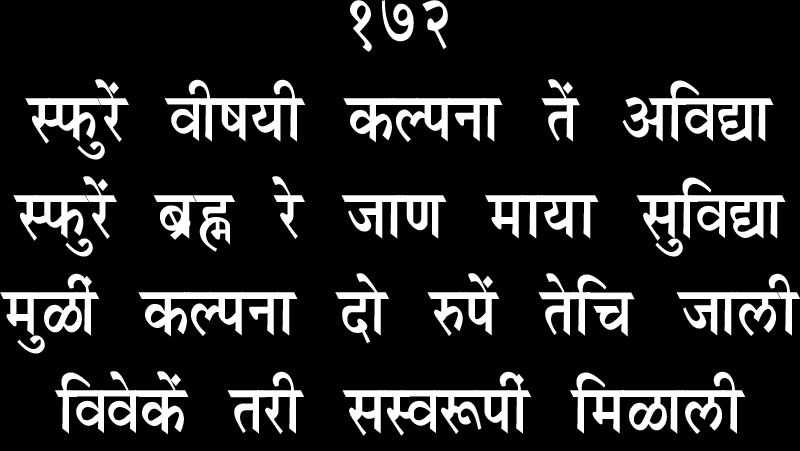 १७२
स्फुरें वीषयी कल्पना तें अविद्या
स्फुरें ब्रह्म रे जाण माया सुविद्या
मुळीं कल्पना दो रुपें तेचि जाली
विवेकें तरी सस्वरूपीं मिळाली